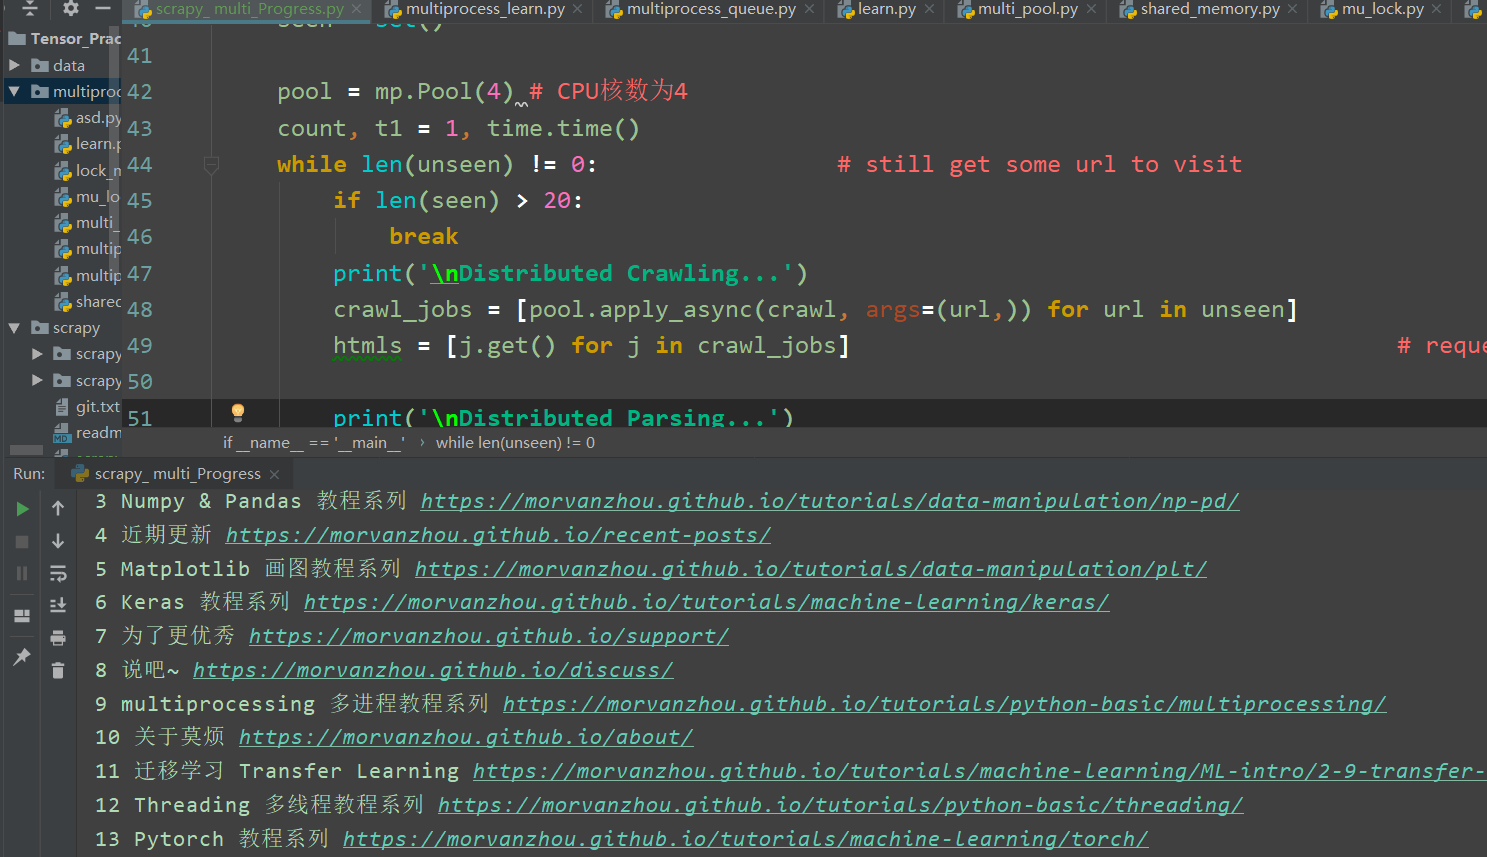 scrapy_ multi_Progress.py
multiprocess_learn.py
multiprocess_queue.py
learn.py
multi_pool.py
shared_memory.py
mu_lock.py
Tensor_Prac
data
multiproc
asd.py
learn.p
lock_m
mu_lo
multi_
multip
multip
shared
scrapy
scrapy
scrapy
git.txt
readm
41
42 pool = mp.Pool(4) # CPU核数为4
43 count, t1 = 1, time.time()
44 while len(unseen) != 0: # still get some url to visit
45 if len(seen) > 20:
46 break
47 print('\nDistributed Crawling...')
48 crawl_jobs = [pool.apply_async(crawl, args=(url,)) for url in unseen]
49 htmls = [j.get() for j in crawl_jobs] # reque
50
51 print('\nDistributed Parsing...')
if __name__ == '__main__' › while len(unseen) != 0
Run: scrapy_ multi_Progress
3 Numpy & Pandas 教程系列 https://morvanzhou.github.io/tutorials/data-manipulation/np-pd/
4 近期更新 https://morvanzhou.github.io/recent-posts/
5 Matplotlib 画图教程系列 https://morvanzhou.github.io/tutorials/data-manipulation/plt/
6 Keras 教程系列 https://morvanzhou.github.io/tutorials/machine-learning/keras/
7 为了更优秀 https://morvanzhou.github.io/support/
8 说吧~ https://morvanzhou.github.io/discuss/
9 multiprocessing 多进程教程系列 https://morvanzhou.github.io/tutorials/python-basic/multiprocessing/
10 关于莫烦 https://morvanzhou.github.io/about/
11 迁移学习 Transfer Learning https://morvanzhou.github.io/tutorials/machine-learning/ML-intro/2-9-transfer-
12 Threading 多线程教程系列 https://morvanzhou.github.io/tutorials/python-basic/threading/
13 Pytorch 教程系列 https://morvanzhou.github.io/tutorials/machine-learning/torch/